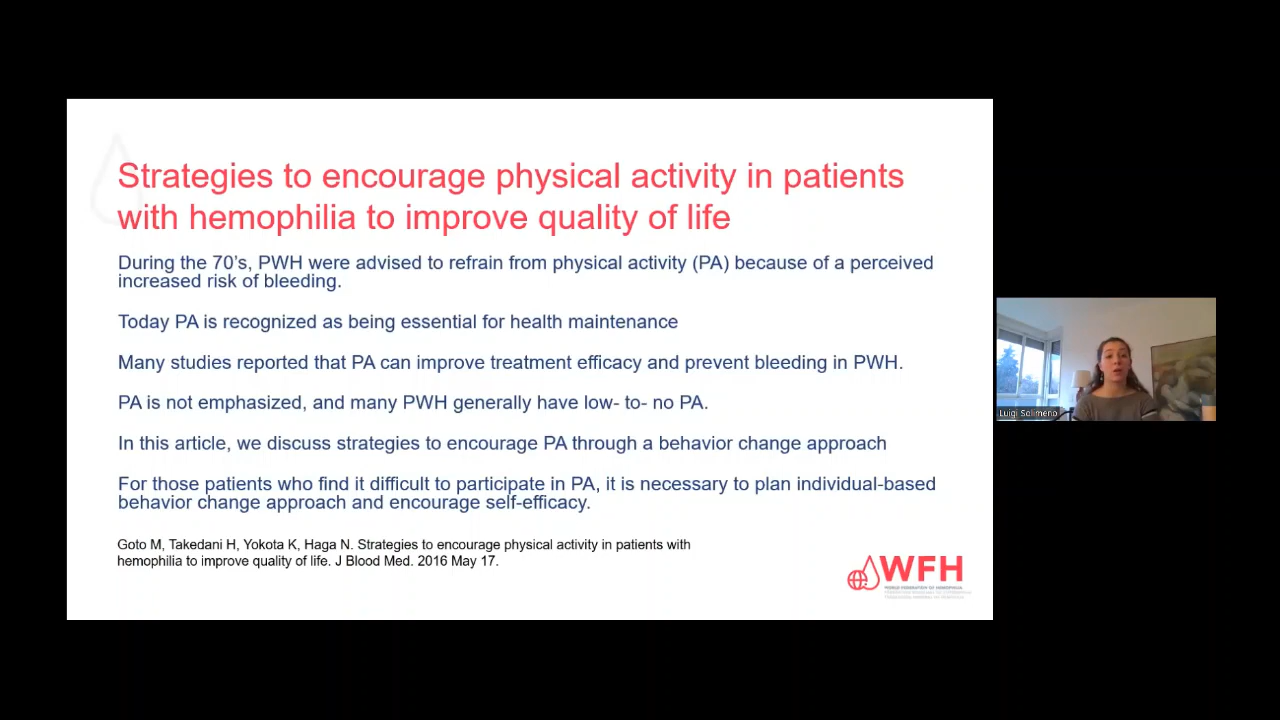 Strategies to encourage physical activity in patients
with hemophilia to improve quality of life
During the 70's, PWH were advised to refrain from physical activity (PA) because of a perceived
increased risk of bleeding.
Today PA is recognized as being essential for health maintenance
Many studies reported that PA can improve treatment efficacy and prevent bleeding in PWH.
PA is not emphasized, and many PWH generally have low- to- no PA.
In this article, we discuss strategies to encourage PA through a behavior change approach
For those patients who find it difficult to participate in PA, it is necessary to plan individual-based
behavior change approach and encourage self-efficacy.
Goto M, Takedani H, Yokota K, Haga N. Strategies to encourage physical activity in patients with
hemophilia to improve quality of life. J Blood Med. 2016 May 17.
WFH
WORLD FEDERATION OF HEMOPHILIA
Luigi Solimeno